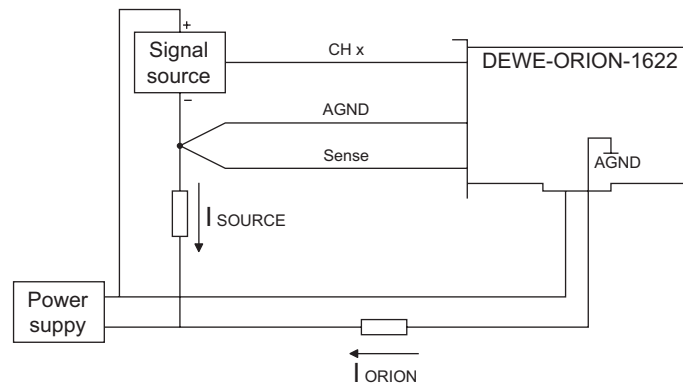 +
Signal
source
CH x
DEWE-ORION-1622
−
AGND
Sense
AGND
I SOURCE
Power
suppy
I ORION